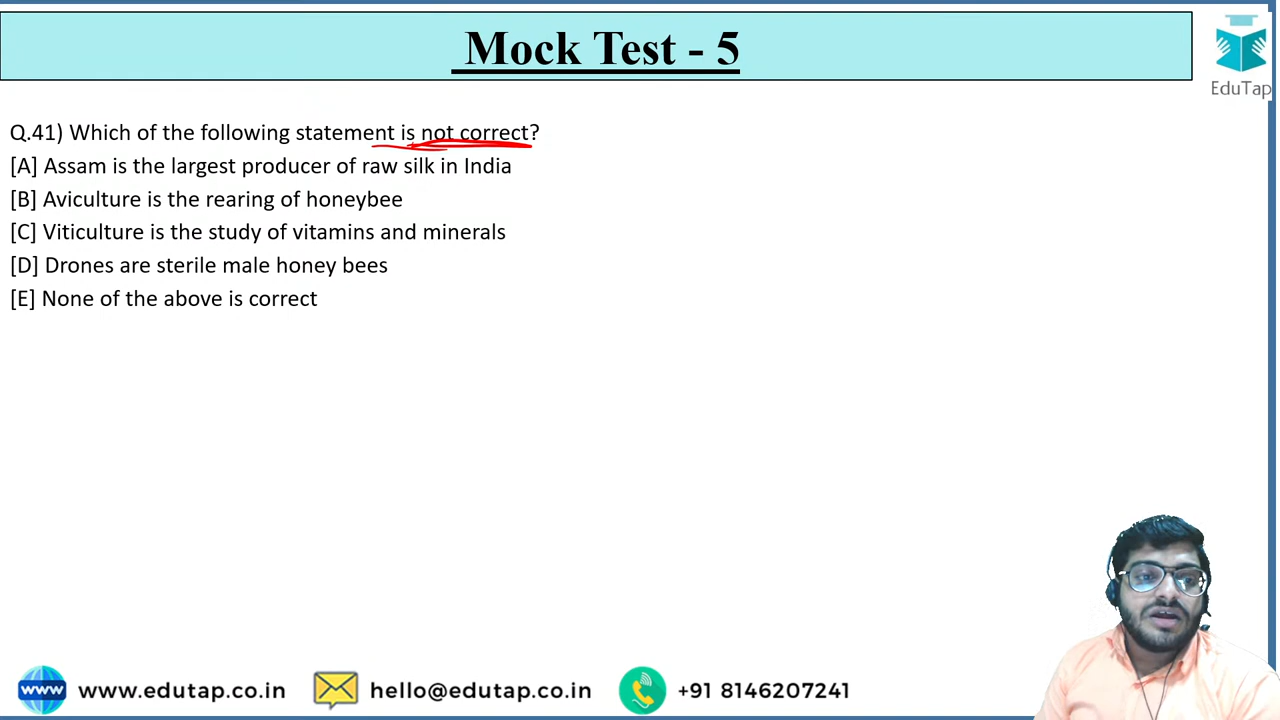 Mock Test - 5
EduTap
Q.41) Which of the following statement is not correct?
[A] Assam is the largest producer of raw silk in India
[B] Aviculture is the rearing of honeybee
[C] Viticulture is the study of vitamins and minerals
[D] Drones are sterile male honey bees
[E] None of the above is correct
www www.edutap.co.in hello@edutap.co.in +91 8146207241